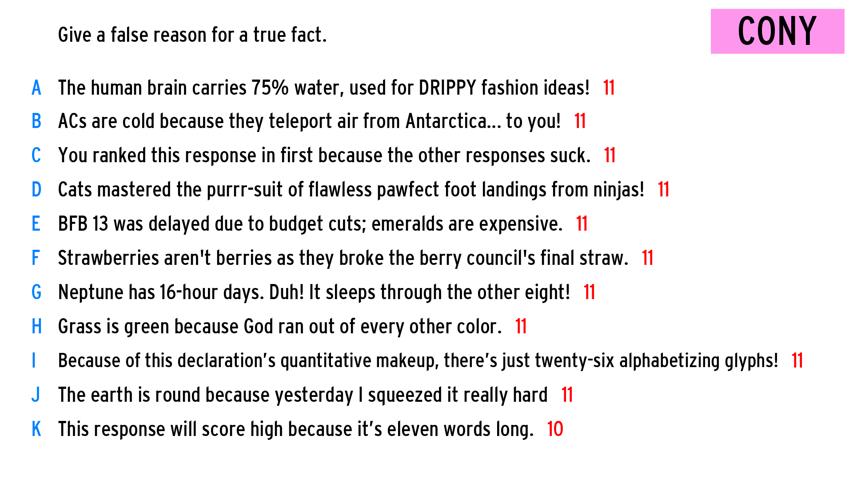 Give a false reason for a true fact.
CONY
A The human brain carries 75% water, used for DRIPPY fashion ideas! 11
B ACs are cold because they teleport air from Antarctica... to you! 11
C You ranked this response in first because the other responses suck. 11
D Cats mastered the purrr-suit of flawless pawfect foot landings from ninjas! 11
E BFB 13 was delayed due to budget cuts; emeralds are expensive. 11
F Strawberries aren't berries as they broke the berry council's final straw. 11
G Neptune has 16-hour days. Duh! It sleeps through the other eight! 11
H Grass is green because God ran out of every other color. 11
I Because of this declaration’s quantitative makeup, there’s just twenty-six alphabetizing glyphs! 11
J The earth is round because yesterday I squeezed it really hard 11
K This response will score high because it’s eleven words long. 10